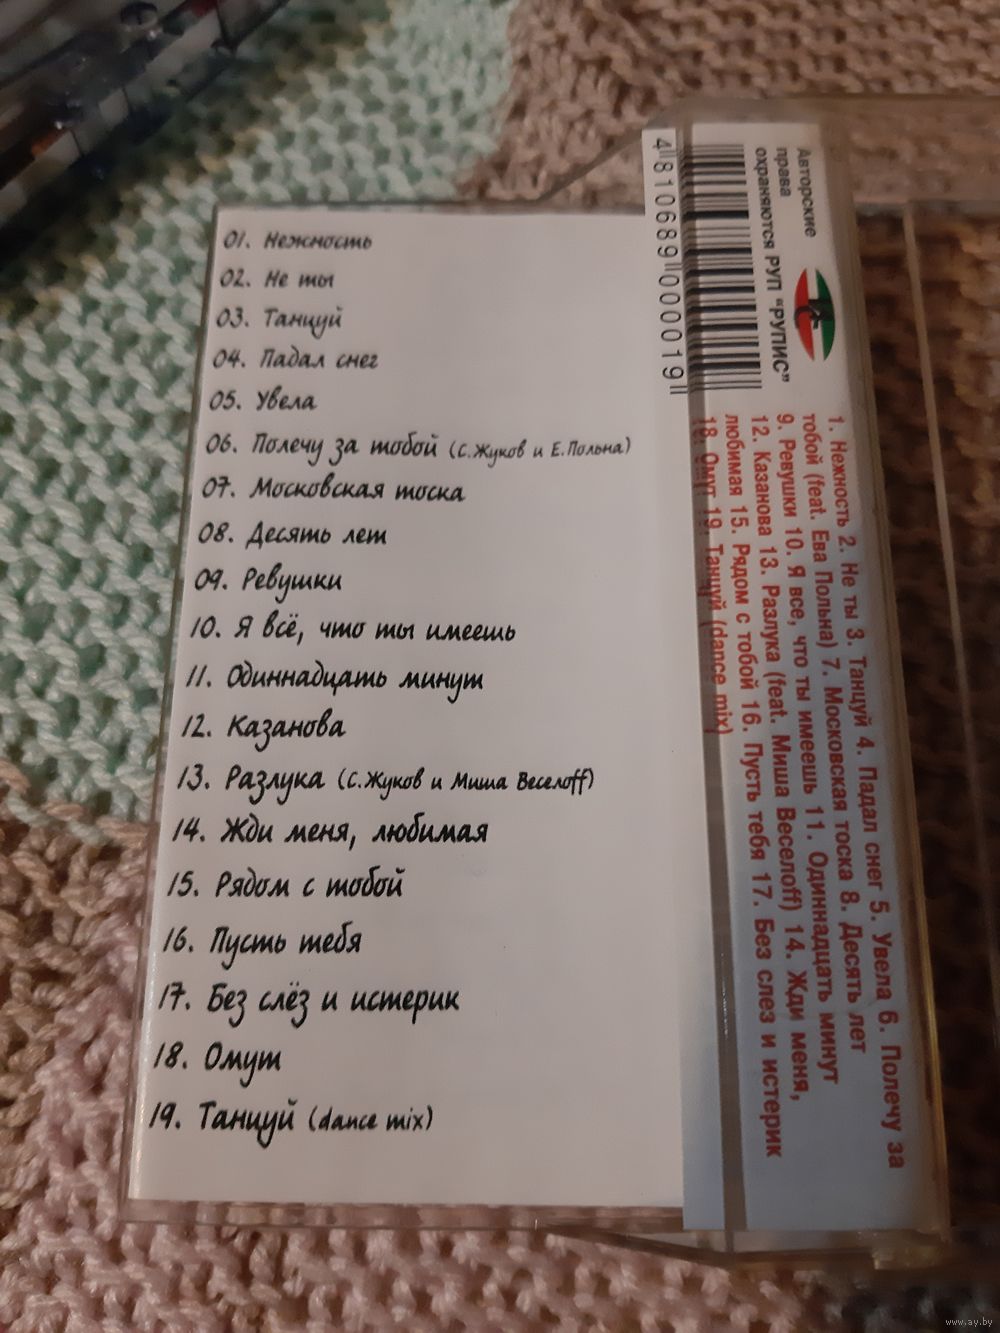 01. Нежность
02. Не ты
03. Танцуй
04. Падал снег
05. Увела
06. Полечу за тобой (С.Жуков и Е.Польна)
07. Московская тоска
08. Десять лет
09. Ревушки
10. Я всё, что ты имеешь
11. Одиннадцать минут
12. Казанова
13. Разлука (С.Жуков и Миша Веселоff)
14. Жди меня, любимая
15. Рядом с тобой
16. Пусть тебя
17. Без слёз и истерик
18. Омут
19. Танцуй (dance mix)
Авторские
права
охраняются РУП “РУПИС”
4 810689 000019
1. Нежность 2. Не ты 3. Танцуй 4. Падал снег 5. Увела 6. Полечу за
тобой (feat. Ева Польна) 7. Московская тоска 8. Десять лет
9. Ревушки 10. Я все, что ты имеешь 11. Одиннадцать минут
12. Казанова 13. Разлука (feat. Миша Веселоff) 14. Жди меня,
любимая 15. Рядом с тобой 16. Пусть тебя 17. Без слез и истерик
18. Омут 19. Танцуй (dance mix)
www.ay.by